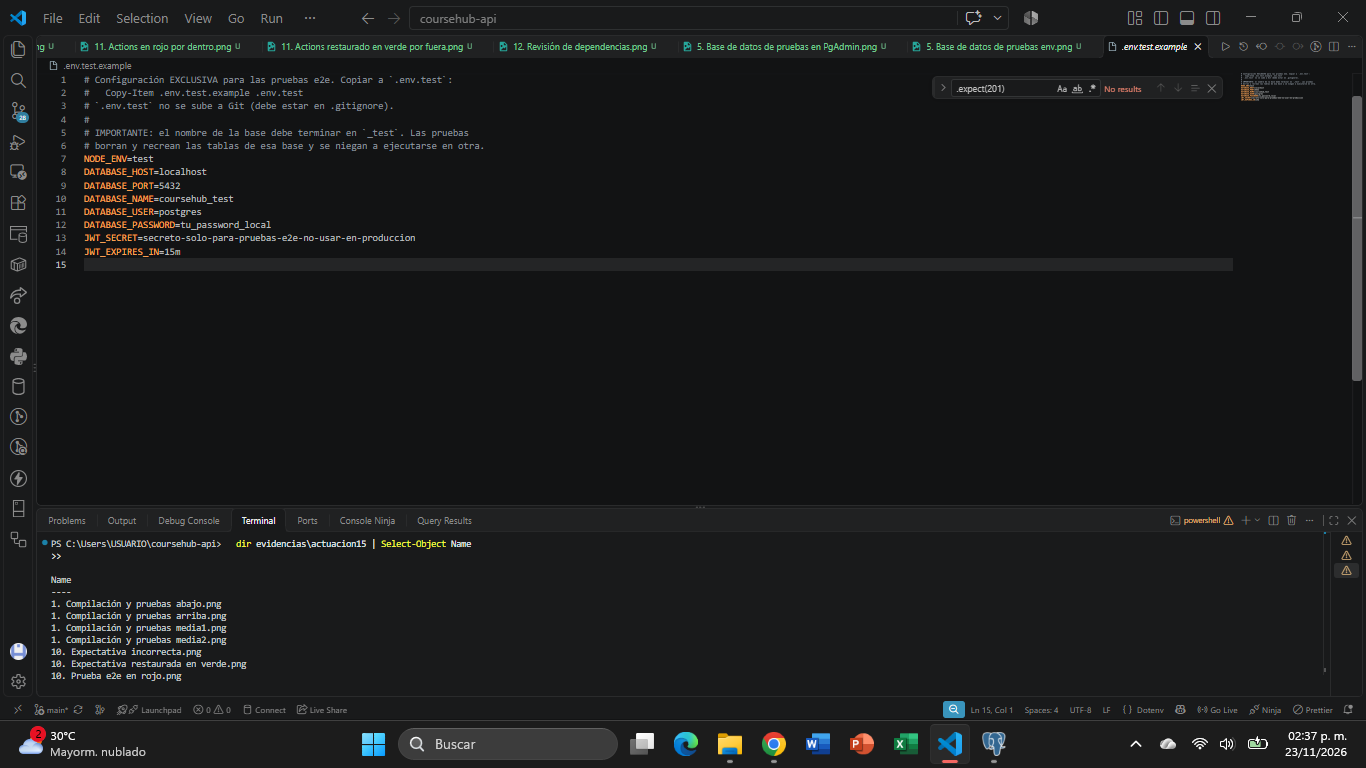 File Edit Selection View Go Run ··· coursehub-api
ng U 11. Actions en rojo por dentro.png U 11. Actions restaurado en verde por fuera.png U 12. Revisión de dependencias.png U 5. Base de datos de pruebas en PgAdmin.png U 5. Base de datos de pruebas env.png U .env.test.example
.env.test.example
.expect(201) Aa ab No results
1 # Configuración EXCLUSIVA para las pruebas e2e. Copiar a `.env.test`:
2 #   Copy-Item .env.test.example .env.test
3 # `.env.test` no se sube a Git (debe estar en .gitignore).
4 #
5 # IMPORTANTE: el nombre de la base debe terminar en `_test`. Las pruebas
6 # borran y recrean las tablas de esa base y se niegan a ejecutarse en otra.
7 NODE_ENV=test
8 DATABASE_HOST=localhost
9 DATABASE_PORT=5432
10 DATABASE_NAME=coursehub_test
11 DATABASE_USER=postgres
12 DATABASE_PASSWORD=tu_password_local
13 JWT_SECRET=secreto-solo-para-pruebas-e2e-no-usar-en-produccion
14 JWT_EXPIRES_IN=15m
15
28
Problems Output Debug Console Terminal Ports Console Ninja Query Results powershell
PS C:\Users\USUARIO\coursehub-api>   dir evidencias\actuacion15 | Select-Object Name
>>
Name
----
1. Compilación y pruebas abajo.png
1. Compilación y pruebas arriba.png
1. Compilación y pruebas media1.png
1. Compilación y pruebas media2.png
10. Expectativa incorrecta.png
10. Expectativa restaurada en verde.png
10. Prueba e2e en rojo.png
main* Launchpad 0 0 Connect Live Share Ln 15, Col 1 Spaces: 4 UTF-8 LF { } Dotenv Go Live Ninja Prettier
2 30°C
Mayorm. nublado
Buscar
02:37 p. m.
23/11/2026